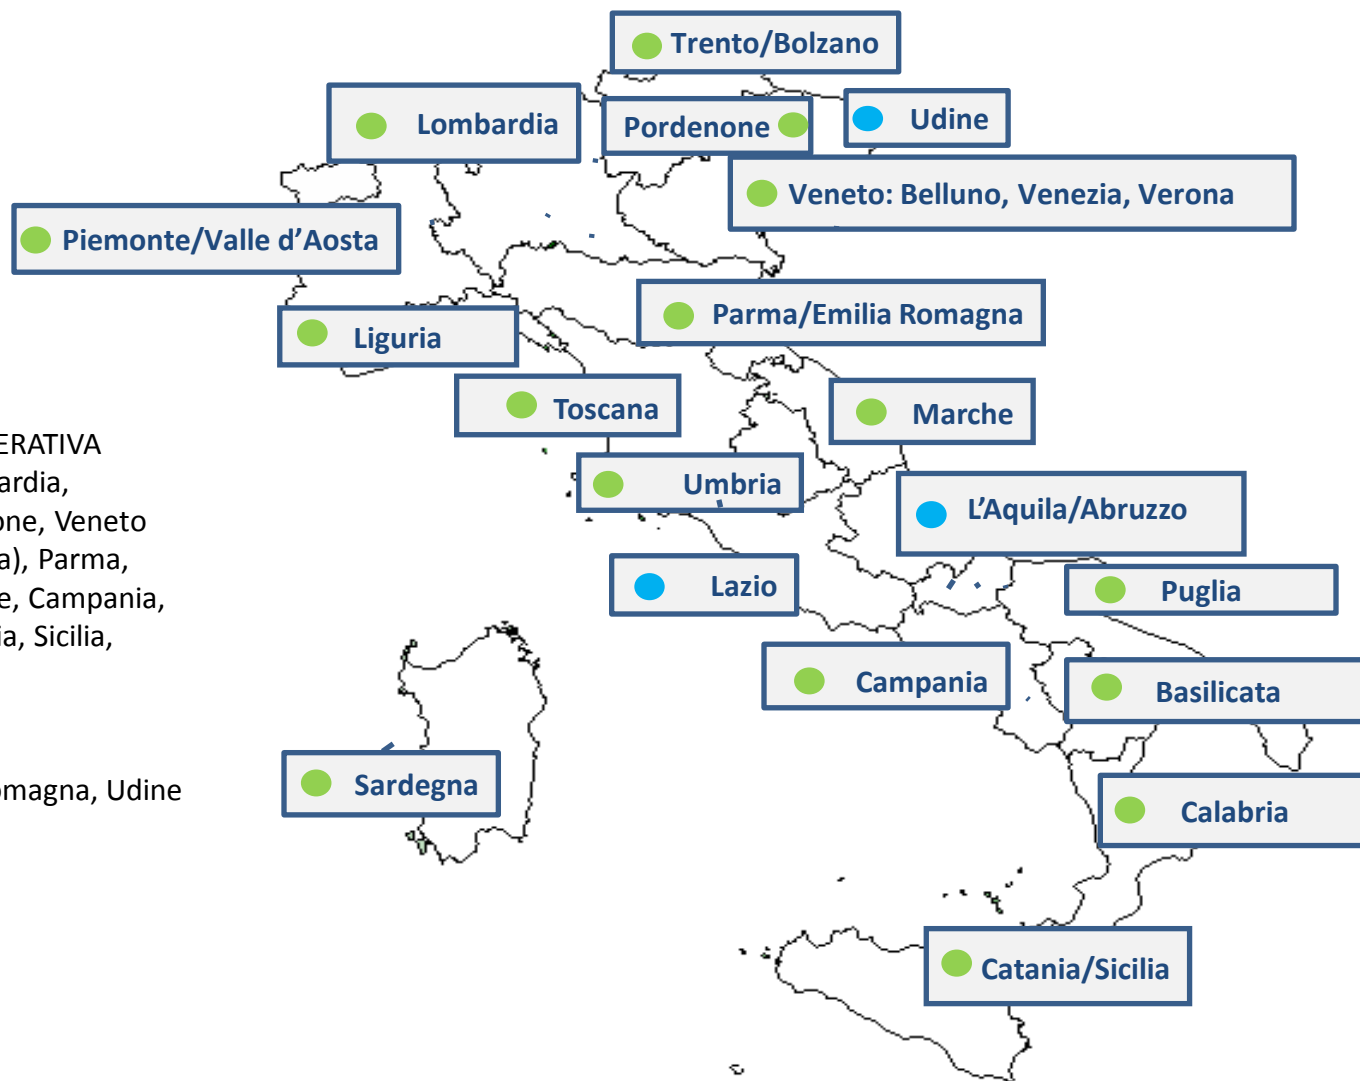 Trento/Bolzano
Lombardia
Pordenone
Udine
Veneto: Belluno, Venezia, Verona
Piemonte/Valle d’Aosta
Parma/Emilia Romagna
Liguria
Toscana
Marche
ERATIVA
ardia,
Umbria
one, Veneto
L’Aquila/Abruzzo
a), Parma,
Lazio
Puglia
e, Campania,
ia, Sicilia,
Campania
Basilicata
Sardegna
omagna, Udine
Calabria
Catania/Sicilia